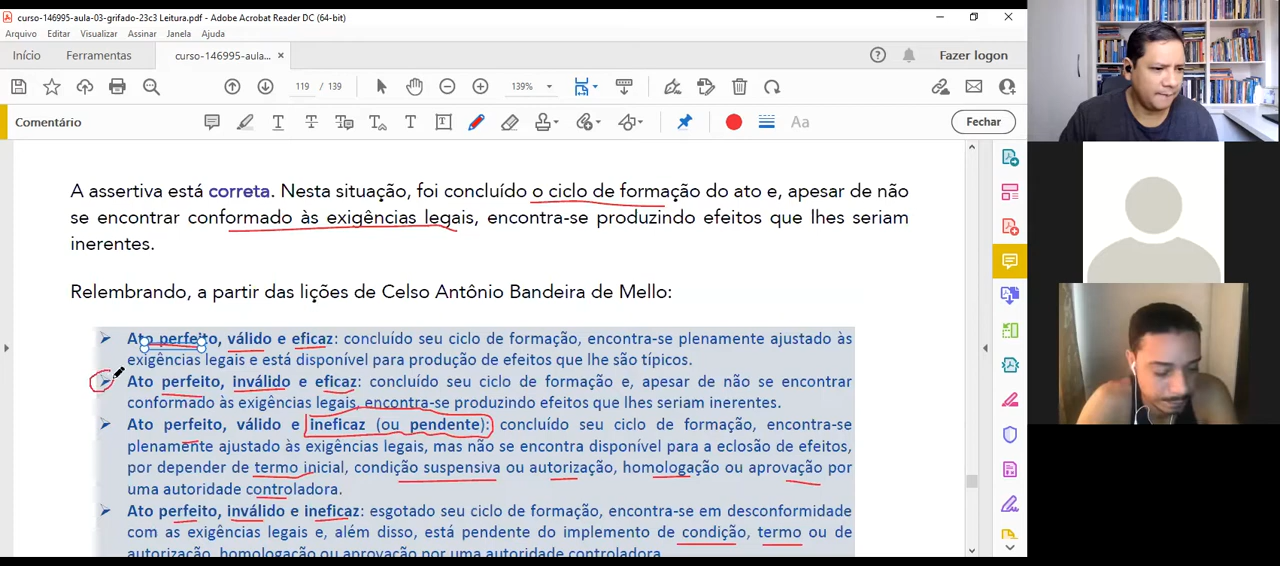 curso-146995-aula-03-grifado-23c3 Leitura.pdf - Adobe Acrobat Reader DC (64-bit)
Arquivo Editar Visualizar Assinar Janela Ajuda
Início Ferramentas curso-146995-aula... × Fazer logon
119 / 139 139%
Comentário Fechar
A assertiva está correta. Nesta situação, foi concluído o ciclo de formação do ato e, apesar de não
se encontrar conformado às exigências legais, encontra-se produzindo efeitos que lhes seriam
inerentes.
Relembrando, a partir das lições de Celso Antônio Bandeira de Mello:
Ato perfeito, válido e eficaz: concluído seu ciclo de formação, encontra-se plenamente ajustado às
exigências legais e está disponível para produção de efeitos que lhe são típicos.
Ato perfeito, inválido e eficaz: concluído seu ciclo de formação e, apesar de não se encontrar
conformado às exigências legais, encontra-se produzindo efeitos que lhes seriam inerentes.
Ato perfeito, válido e ineficaz (ou pendente): concluído seu ciclo de formação, encontra-se
plenamente ajustado às exigências legais, mas não se encontra disponível para a eclosão de efeitos,
por depender de termo inicial, condição suspensiva ou autorização, homologação ou aprovação por
uma autoridade controladora.
Ato perfeito, inválido e ineficaz: esgotado seu ciclo de formação, encontra-se em desconformidade
com as exigências legais e, além disso, está pendente do implemento de condição, termo ou de
autorização, homologação ou aprovação por uma autoridade controladora.